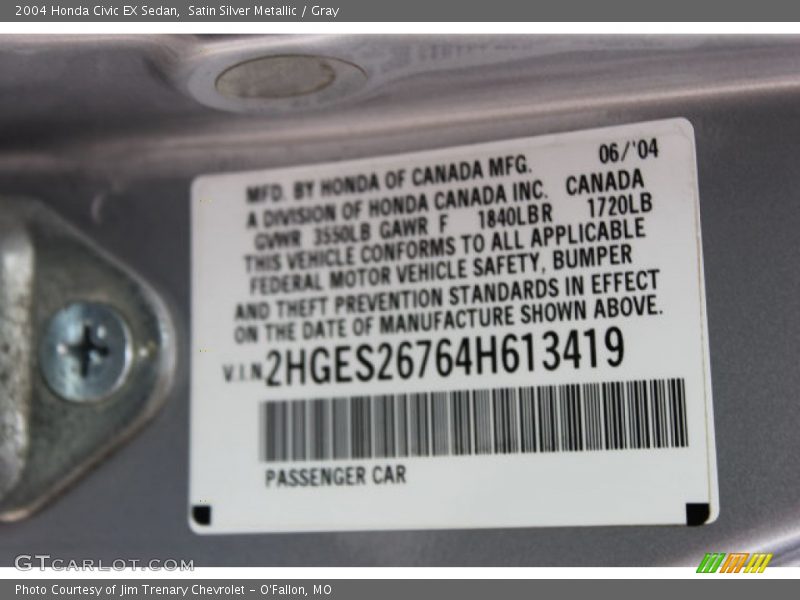 2004 Honda Civic EX Sedan,  Satin Silver Metallic / Gray
06/'04
MFD. BY HONDA OF CANADA MFG.
A DIVISION OF HONDA CANADA INC.  CANADA
GVWR 3550LB GAWR F  1840LB R  1720LB
THIS VEHICLE CONFORMS TO ALL APPLICABLE
FEDERAL MOTOR VEHICLE SAFETY, BUMPER
AND THEFT PREVENTION STANDARDS IN EFFECT
ON THE DATE OF MANUFACTURE SHOWN ABOVE.
V.I.N. 2HGES26764H613419
PASSENGER CAR
GTCARLOT.COM
Photo Courtesy of Jim Trenary Chevrolet - O'Fallon, MO